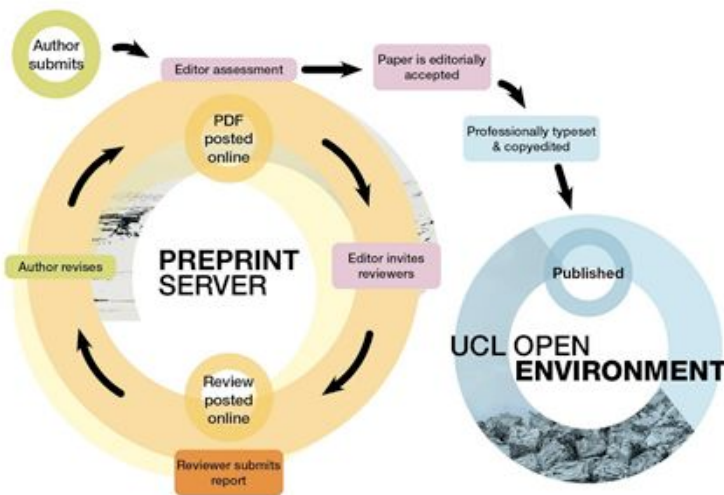 Author
submits
Editor assessment
Paper is editorially
accepted
PDF
posted
online
Professionally typeset
& copyedited
Author revises
PREPRINT
SERVER
Editor invites
reviewers
Published
UCL OPEN
ENVIRONMENT
Review
posted
online
Reviewer submits
report